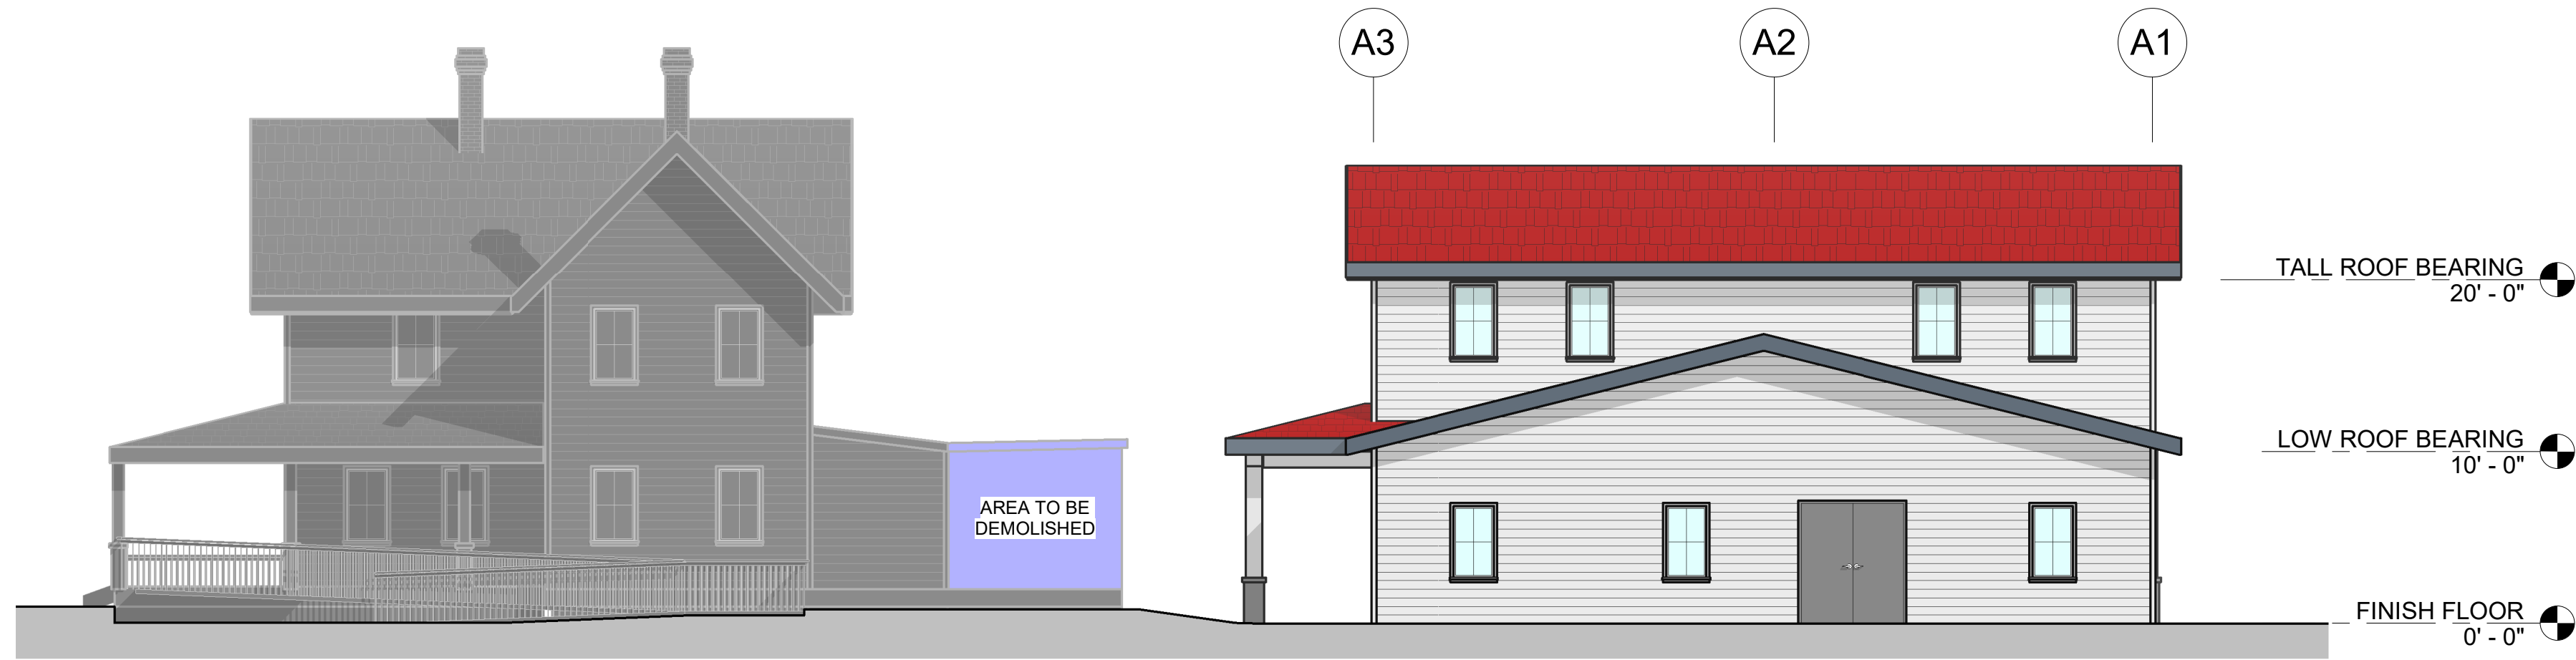 A3
A2
A1
TALL ROOF BEARING
20' - 0"
LOW ROOF BEARING
10' - 0"
AREA TO BE
DEMOLISHED
FINISH FLOOR
0' - 0"